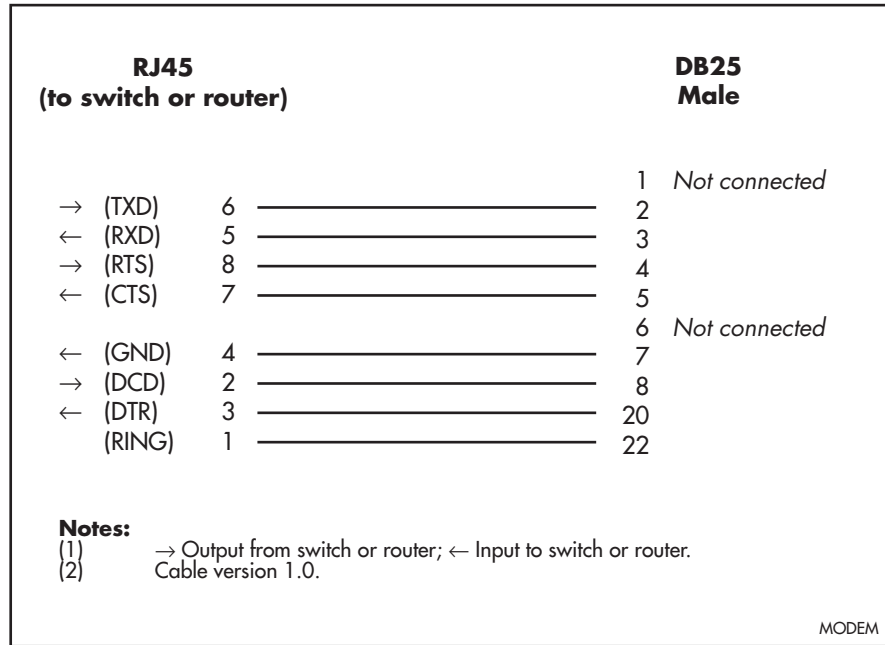 RJ45
(to switch or router)
DB25
Male
1 Not connected
→ (TXD) 6 2
← (RXD) 5 3
→ (RTS) 8 4
← (CTS) 7 5
6 Not connected
← (GND) 4 7
→ (DCD) 2 8
← (DTR) 3 20
(RING) 1 22
Notes:
(1) → Output from switch or router; ← Input to switch or router.
(2) Cable version 1.0.
MODEM